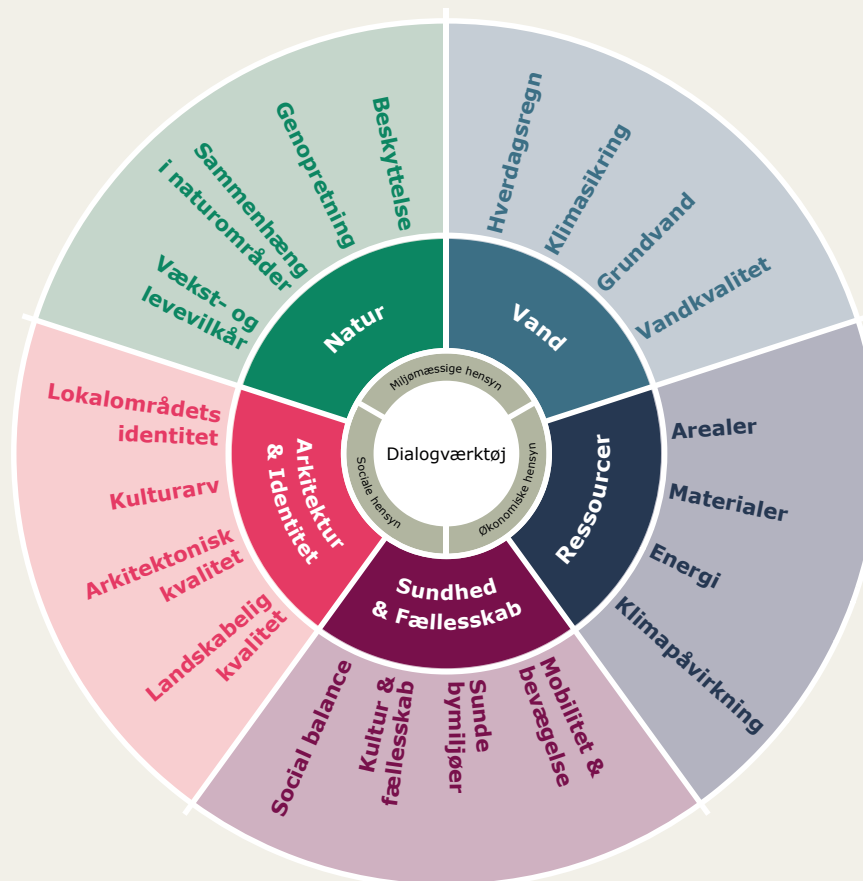 Dialogværktøj
Miljømæssige hensyn
Økonomiske hensyn
Sociale hensyn
Natur
Vækst- og
levevilkår
Sammenhæng
i naturområder
Genopretning
Beskyttelse
Vand
Hverdagsregn
Klimasikring
Grundvand
Vandkvalitet
Ressourcer
Arealer
Materialer
Energi
Klimapåvirkning
Sundhed
& Fællesskab
Mobilitet &
bevægelse
Sunde
bymiljøer
Kultur &
fællesskab
Social balance
Arkitektur
& Identitet
Landskabelig
kvalitet
Arkitektonisk
kvalitet
Kulturarv
Lokalområdets
identitet